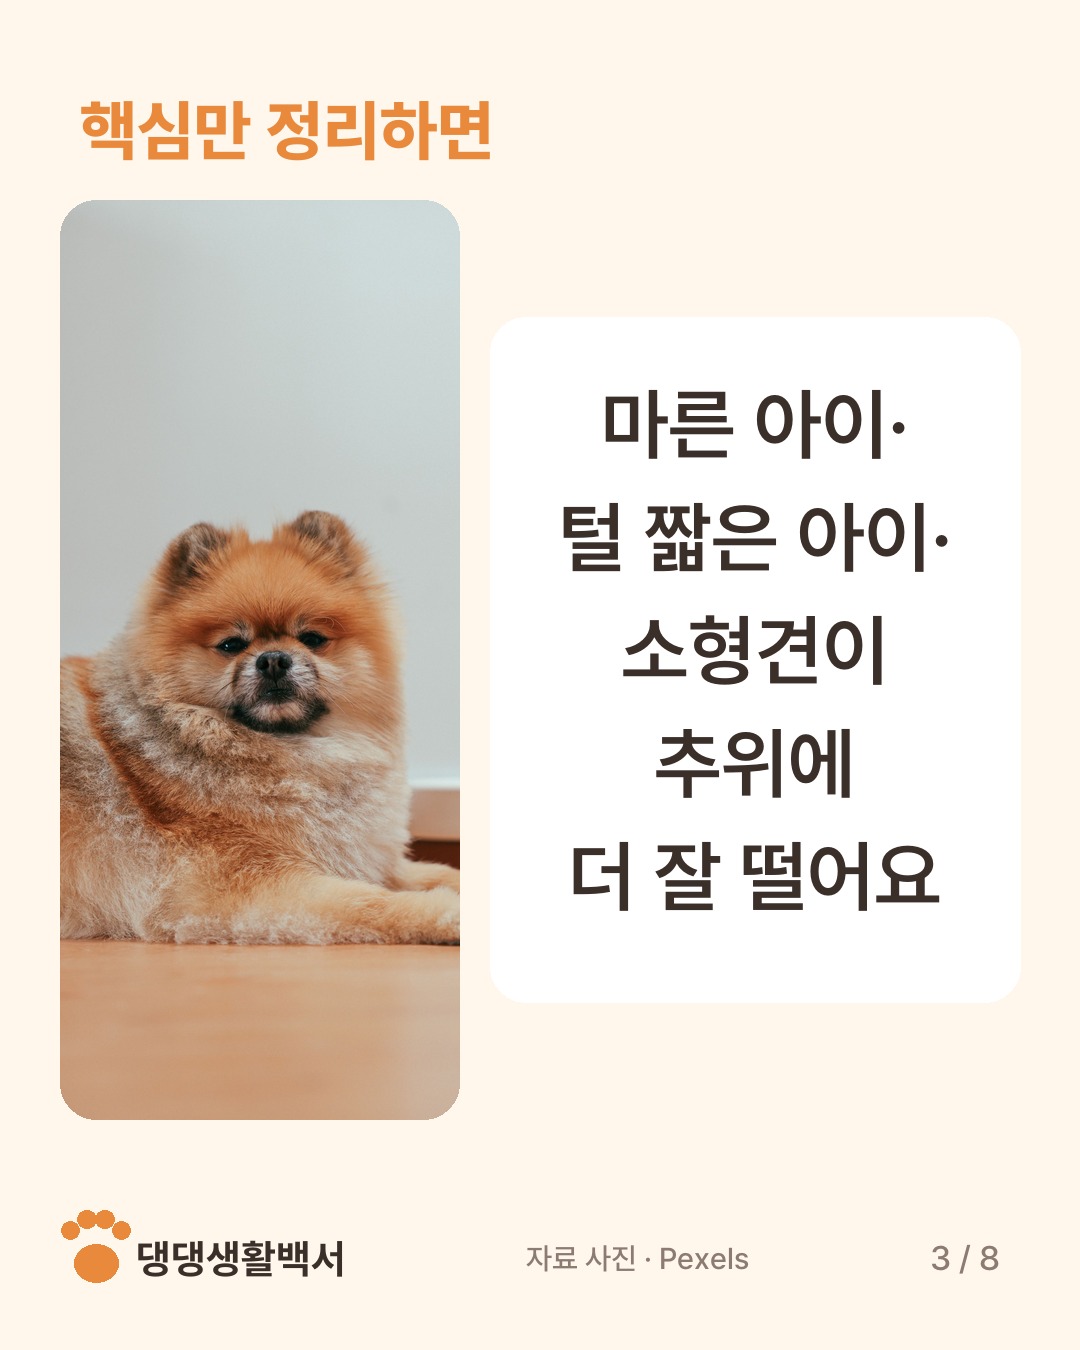 핵심만 정리하면
마른 아이·
털 짧은 아이·
소형견이
추위에
더 잘 떨어요
댕댕생활백서
자료 사진 · Pexels
3 / 8